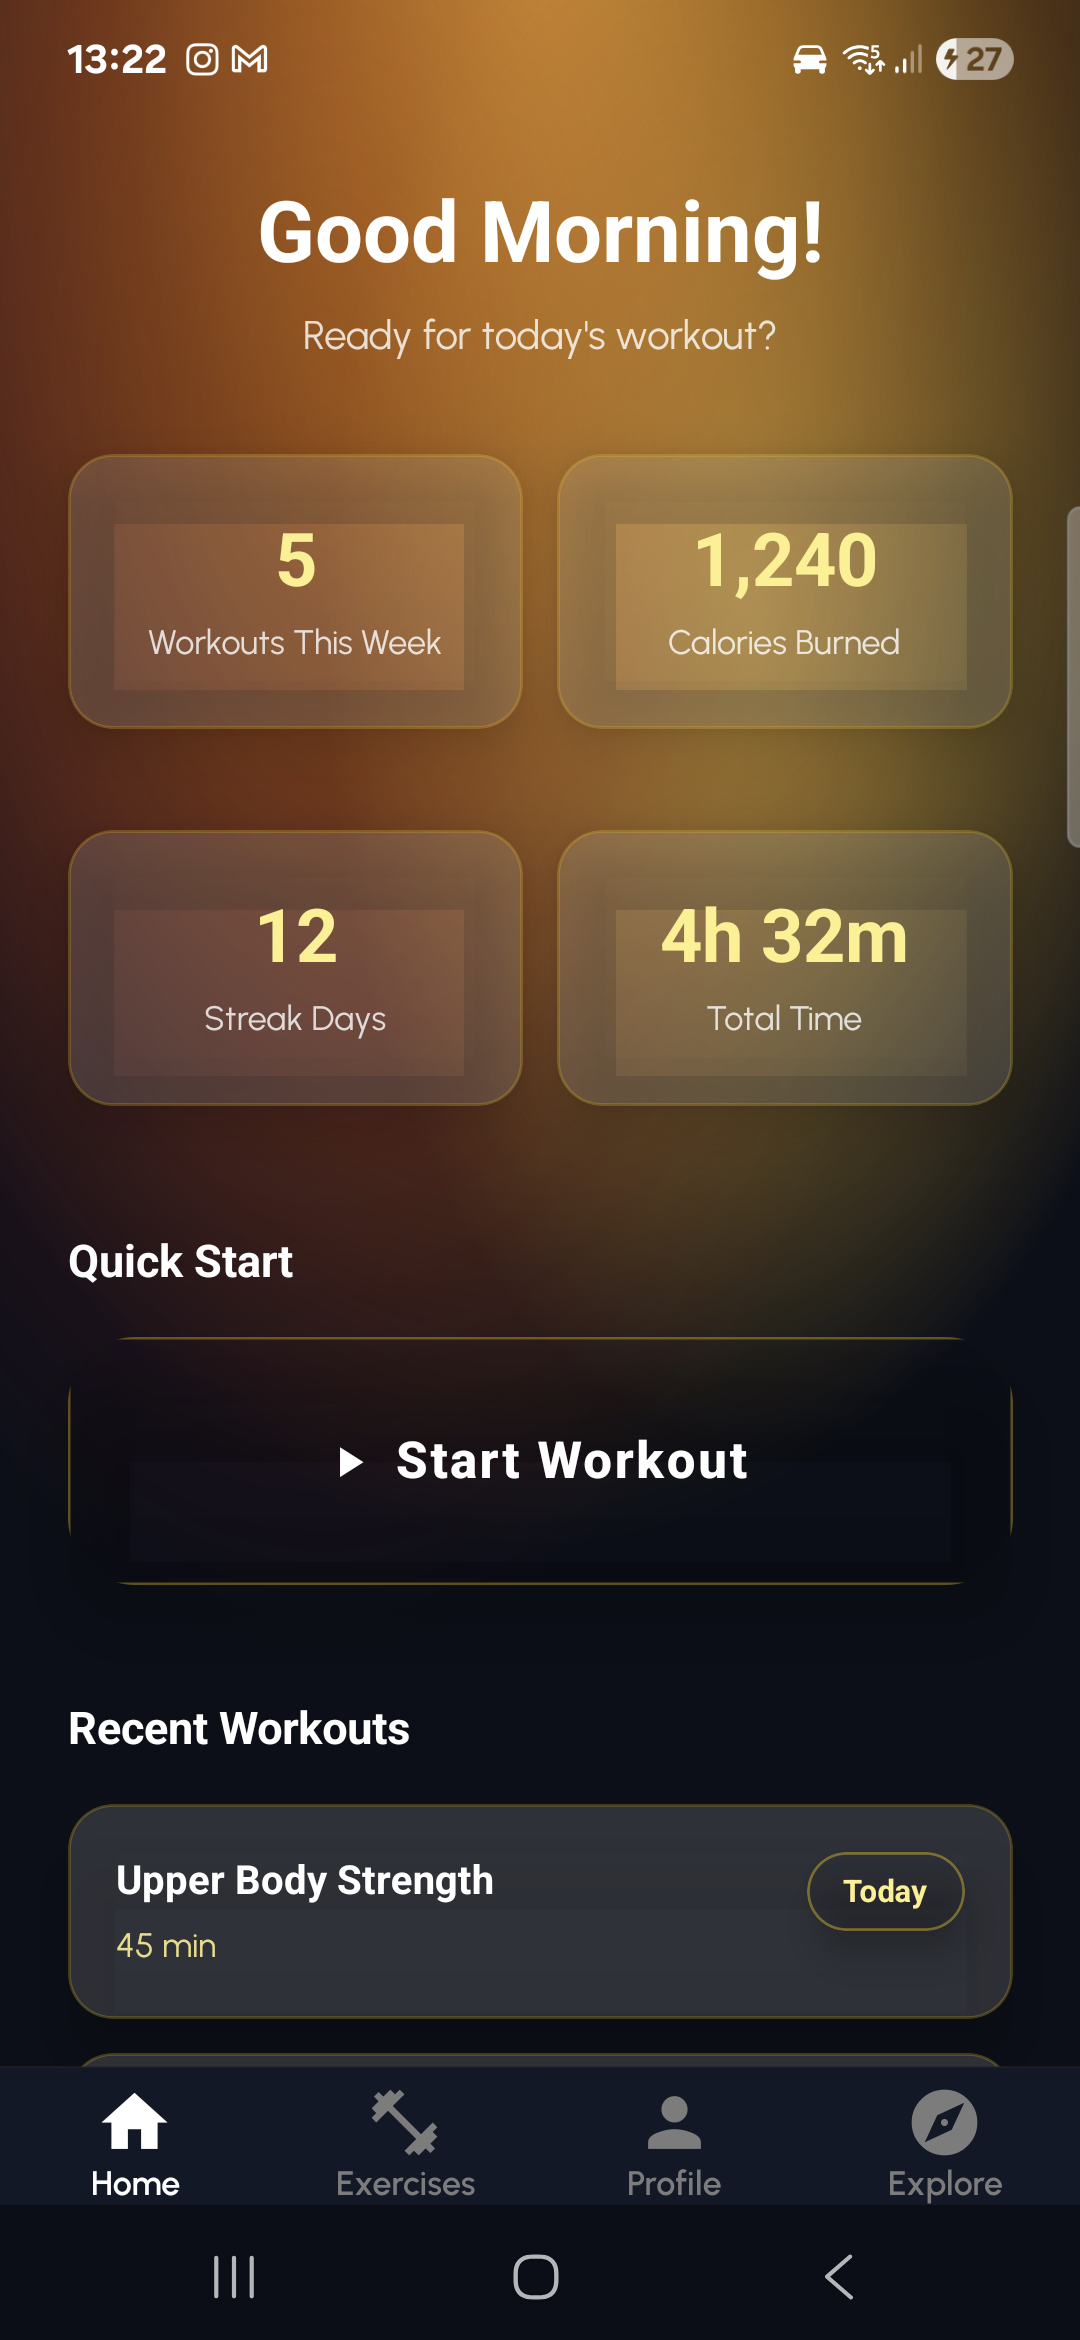 13:22
5
27
Good Morning!
Ready for today's workout?
5
Workouts This Week
1,240
Calories Burned
12
Streak Days
4h 32m
Total Time
Quick Start
Start Workout
Recent Workouts
Upper Body Strength
Today
45 min
Home
Exercises
Profile
Explore